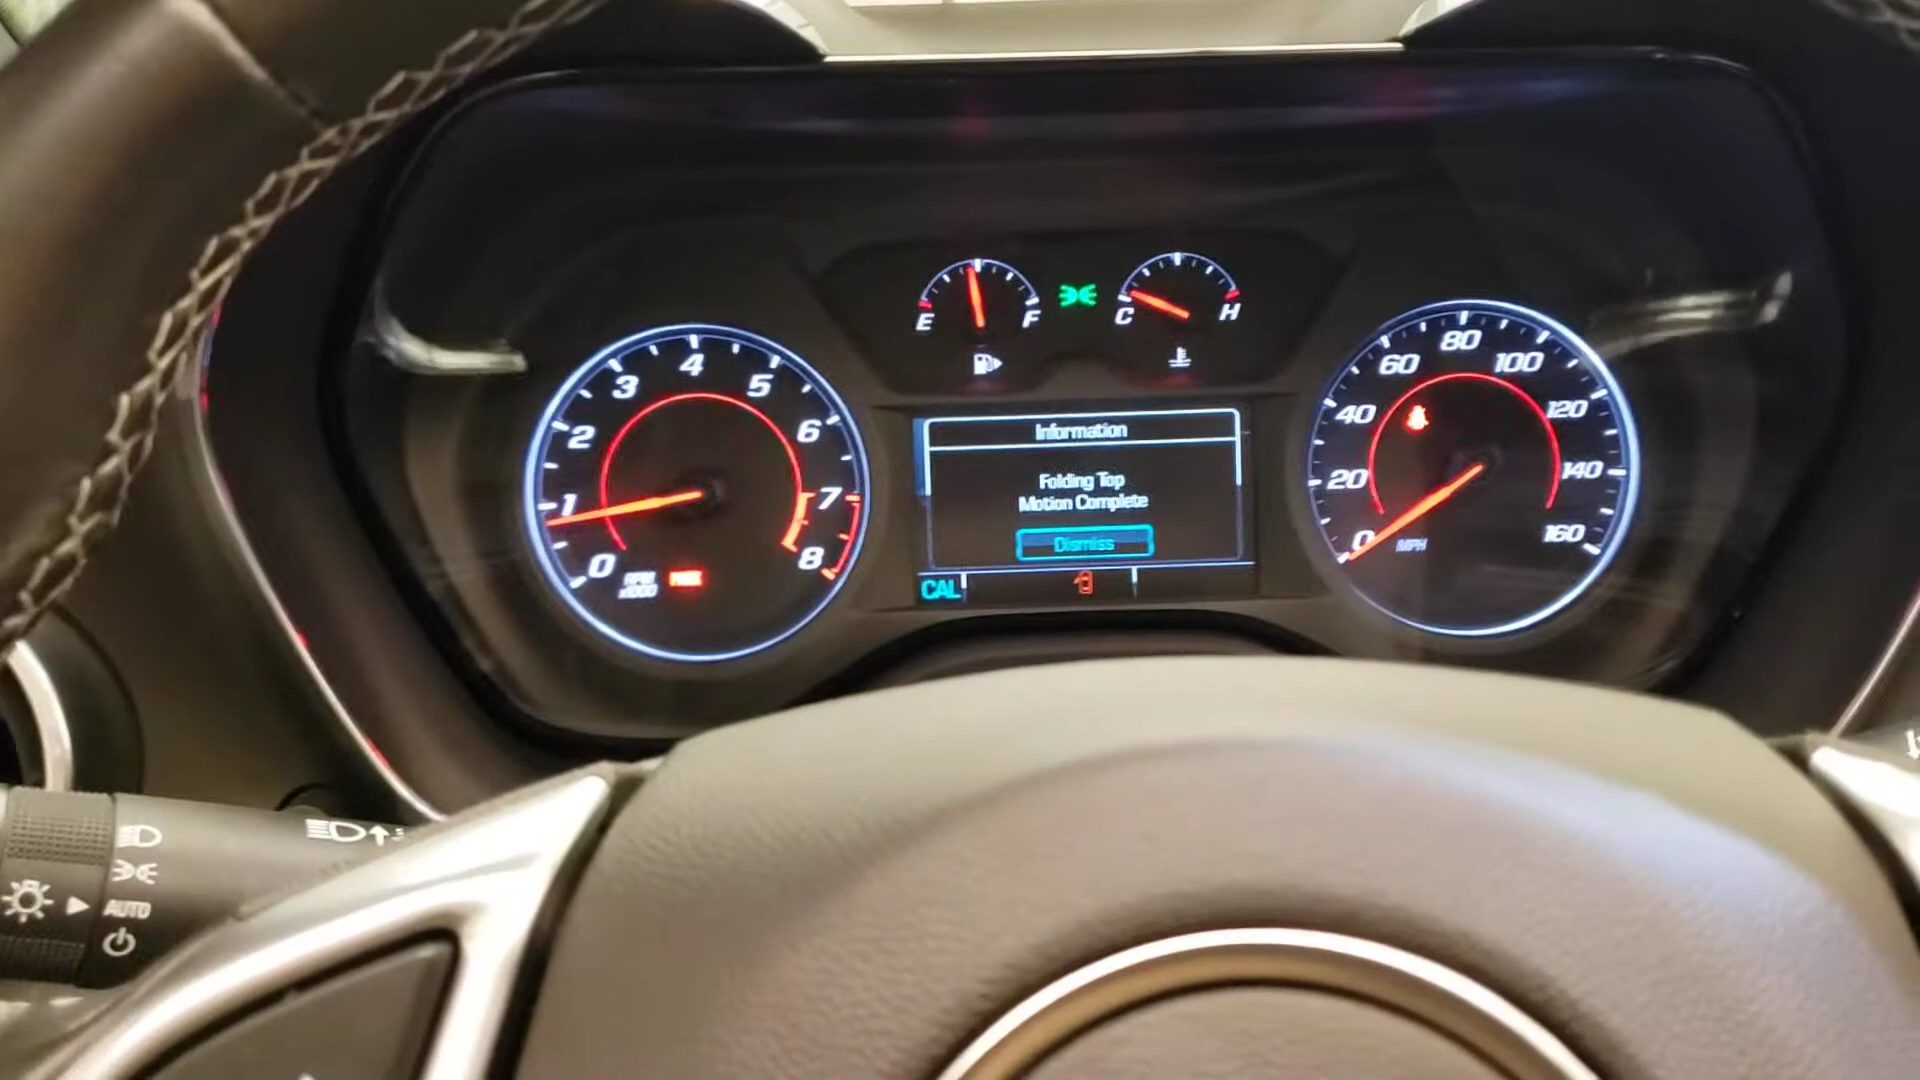 E F
C H
0 1 2 3 4 5 6 7 8
RPM
x1000
Information
Folding Top
Motion Complete
Dismiss
CAL
0 20 40 60 80 100 120 140 160
MPH
AUTO